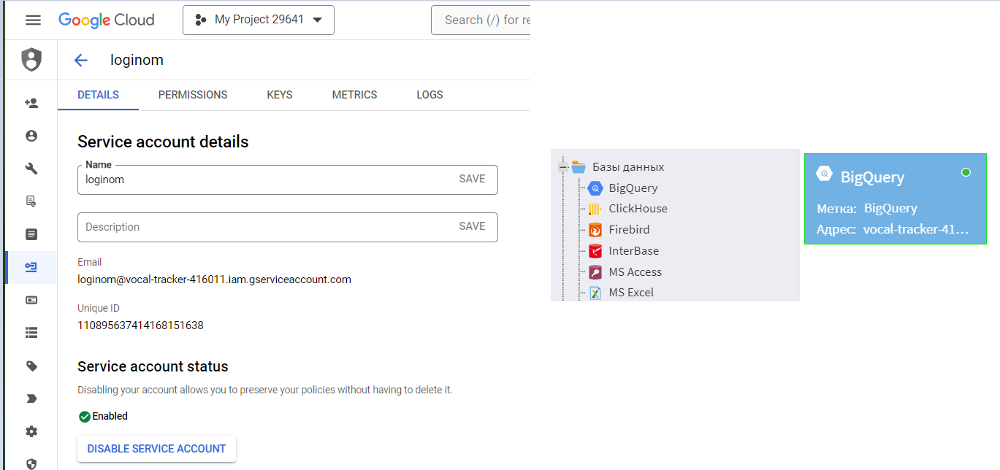 Google Cloud
My Project 29641
Search (/) for re
loginom
DETAILS PERMISSIONS KEYS METRICS LOGS
Service account details
Name
loginom
SAVE
Description
SAVE
Email
loginom@vocal-tracker-416011.iam.gserviceaccount.com
Unique ID
110895637414168151638
Service account status
Disabling your account allows you to preserve your policies without having to delete it.
Enabled
DISABLE SERVICE ACCOUNT
Базы данных
BigQuery
ClickHouse
Firebird
InterBase
MS Access
MS Excel
BigQuery
Метка: BigQuery
Адрес: vocal-tracker-41...